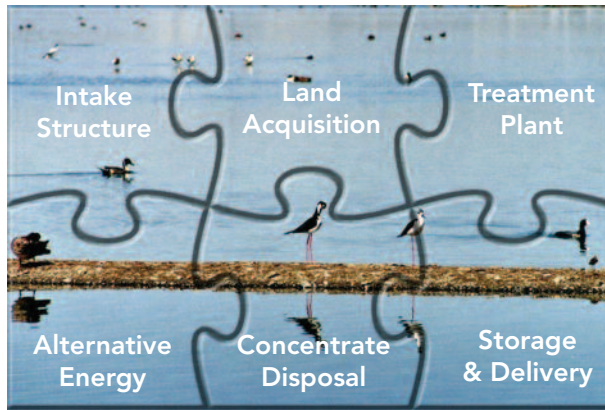 Intake
Structure
Land
Acquisition
Treatment
Plant
Alternative
Energy
Concentrate
Disposal
Storage
& Delivery